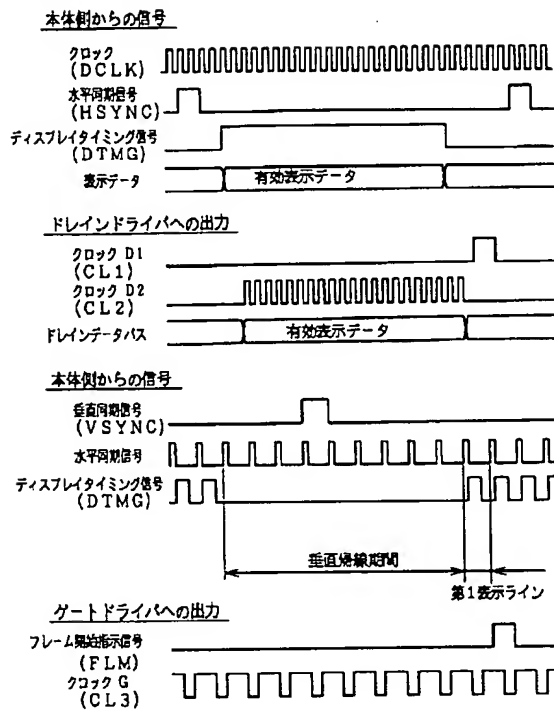 本体側からの信号
クロック
(DCLK)
水平同期信号
(HSYNC)
ディスプレイタイミング信号
(DTMG)
表示データ
有効表示データ
ドレインドライバへの出力
クロック D1
(CL1)
クロック D2
(CL2)
ドレインデータバス
有効表示データ
本体側からの信号
垂直同期信号
(VSYNC)
水平同期信号
ディスプレイタイミング信号
(DTMG)
垂直帰線期間
第1表示ライン
ゲートドライバへの出力
フレーム開始指示信号
(FLM)
クロック G
(CL3)